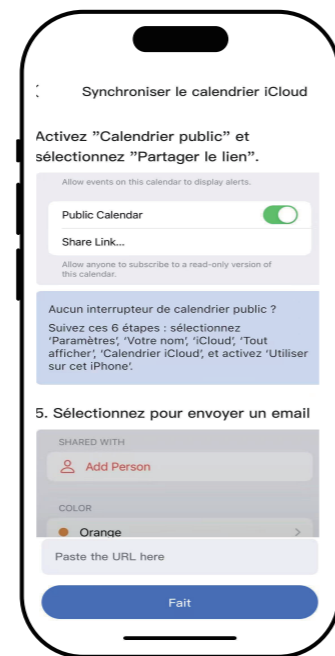 Synchroniser le calendrier iCloud
Activez ”Calendrier public” et
sélectionnez ”Partager le lien”.
Allow events on this calendar to display alerts.
Public Calendar
Share Link...
Allow anyone to subscribe to a read-only version of
this calendar.
Aucun interrupteur de calendrier public ?
Suivez ces 6 étapes : sélectionnez
‘Paramètres’, ‘Votre nom’, ‘iCloud’, ‘Tout
afficher’, ‘Calendrier iCloud’, et activez ‘Utiliser
sur cet iPhone’.
5. Sélectionnez pour envoyer un email
SHARED WITH
Add Person
COLOR
Orange
Paste the URL here
Fait